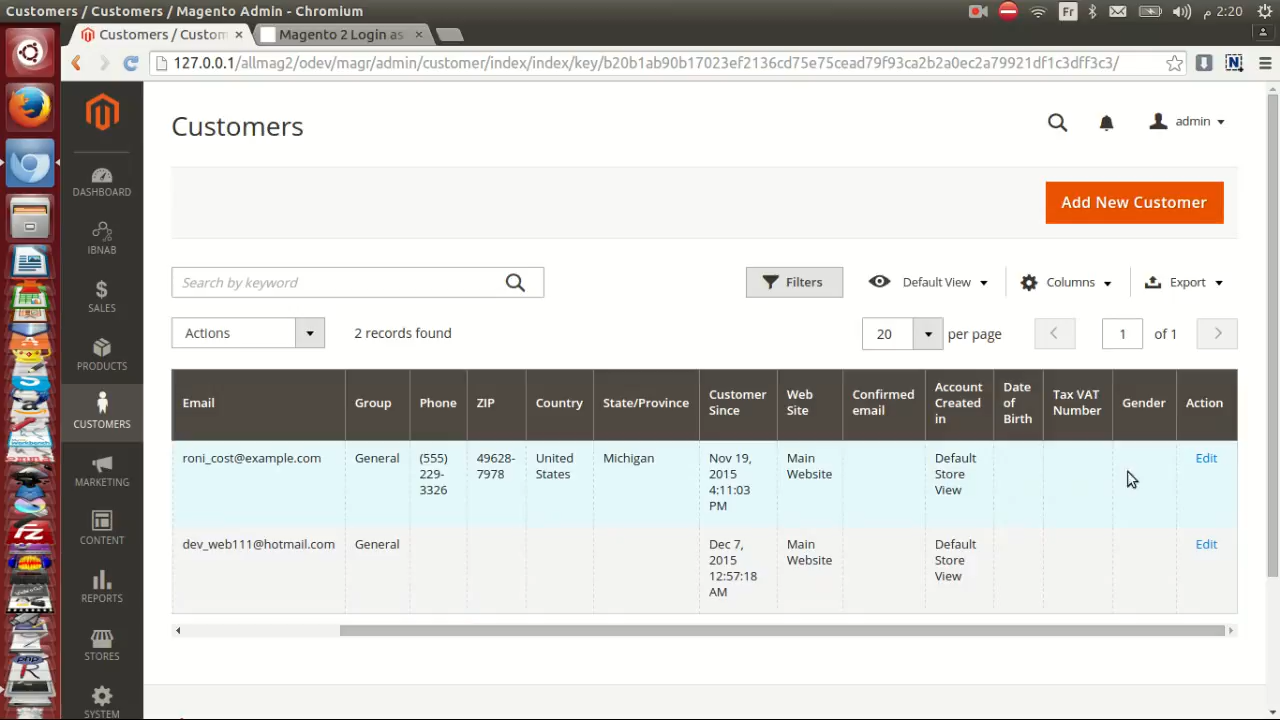 Customers / Magento Admin - Chromium
Fr
2:20 م
Customers / Custom
Magento 2 Login as
127.0.0.1/allmag2/odev/magr/admin/customer/index/index/key/b20b1ab90b17023ef2136cd75e75cead79f93ca2b2a0ec2a79921df1c3dff3c3/
DASHBOARD
IBNAB
SALES
PRODUCTS
CUSTOMERS
MARKETING
CONTENT
REPORTS
STORES
SYSTEM
Customers
admin
Add New Customer
Search by keyword
Filters
Default View
Columns
Export
Actions
2 records found
20
per page
1
of 1
Email
Group
Phone
ZIP
Country
State/Province
Customer
Since
Web
Site
Confirmed
email
Account
Created
in
Date
of
Birth
Tax VAT
Number
Gender
Action
roni_cost@example.com
General
(555)
229-
3326
49628-
7978
United
States
Michigan
Nov 19,
2015
4:11:03
PM
Main
Website
Default
Store
View
Edit
dev_web111@hotmail.com
General
Dec 7,
2015
12:57:18
AM
Main
Website
Default
Store
View
Edit